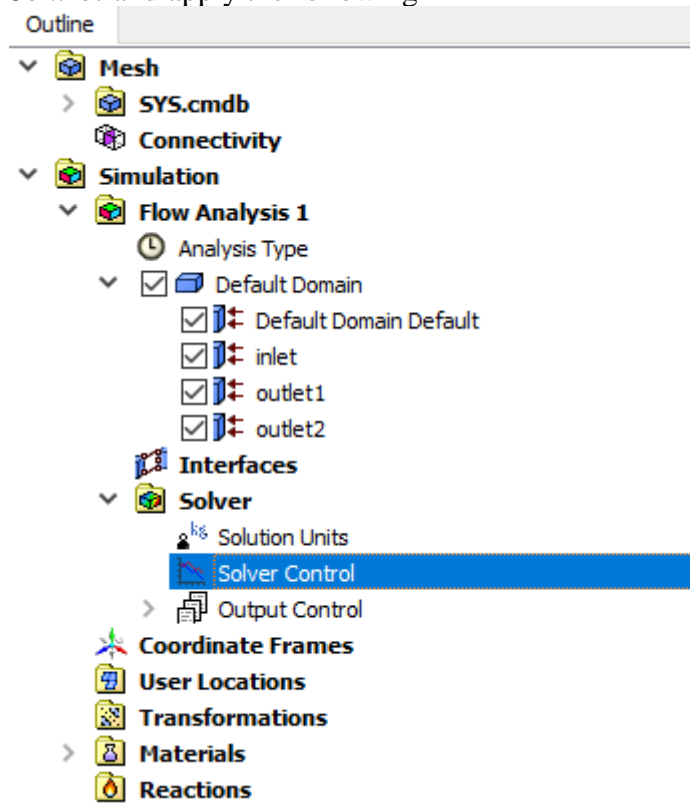 Outline
Mesh
SYS.cmdb
Connectivity
Simulation
Flow Analysis 1
Analysis Type
Default Domain
Default Domain Default
inlet
outlet1
outlet2
Interfaces
Solver
Solution Units
Solver Control
Output Control
Coordinate Frames
User Locations
Transformations
Materials
Reactions